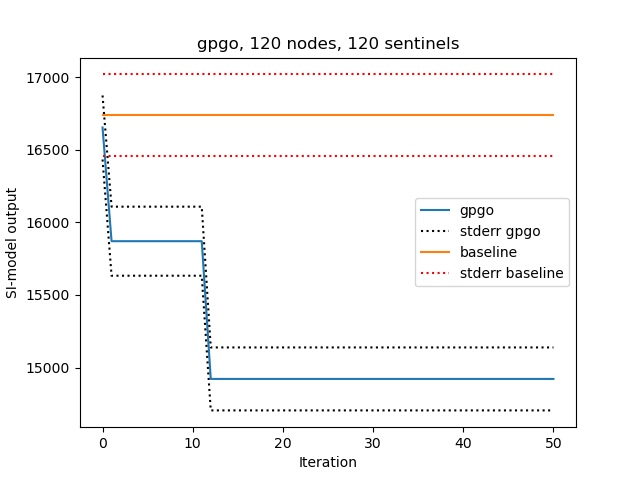 gpgo, 120 nodes, 120 sentinels
17000
16500
16000
15500
15000
SI-model output
gpgo
stderr gpgo
baseline
stderr baseline
0
10
20
30
40
50
Iteration